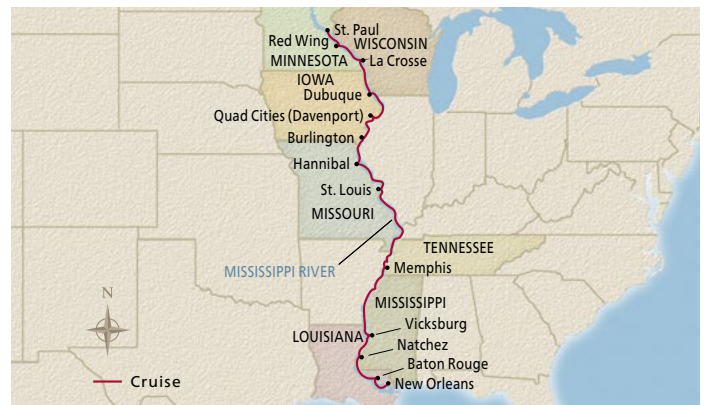 St. Paul
Red Wing
WISCONSIN
MINNESOTA
La Crosse
IOWA
Dubuque
Quad Cities (Davenport)
Burlington
Hannibal
St. Louis
MISSOURI
TENNESSEE
MISSISSIPPI RIVER
Memphis
N
MISSISSIPPI
Vicksburg
LOUISIANA
Natchez
Baton Rouge
Cruise
New Orleans